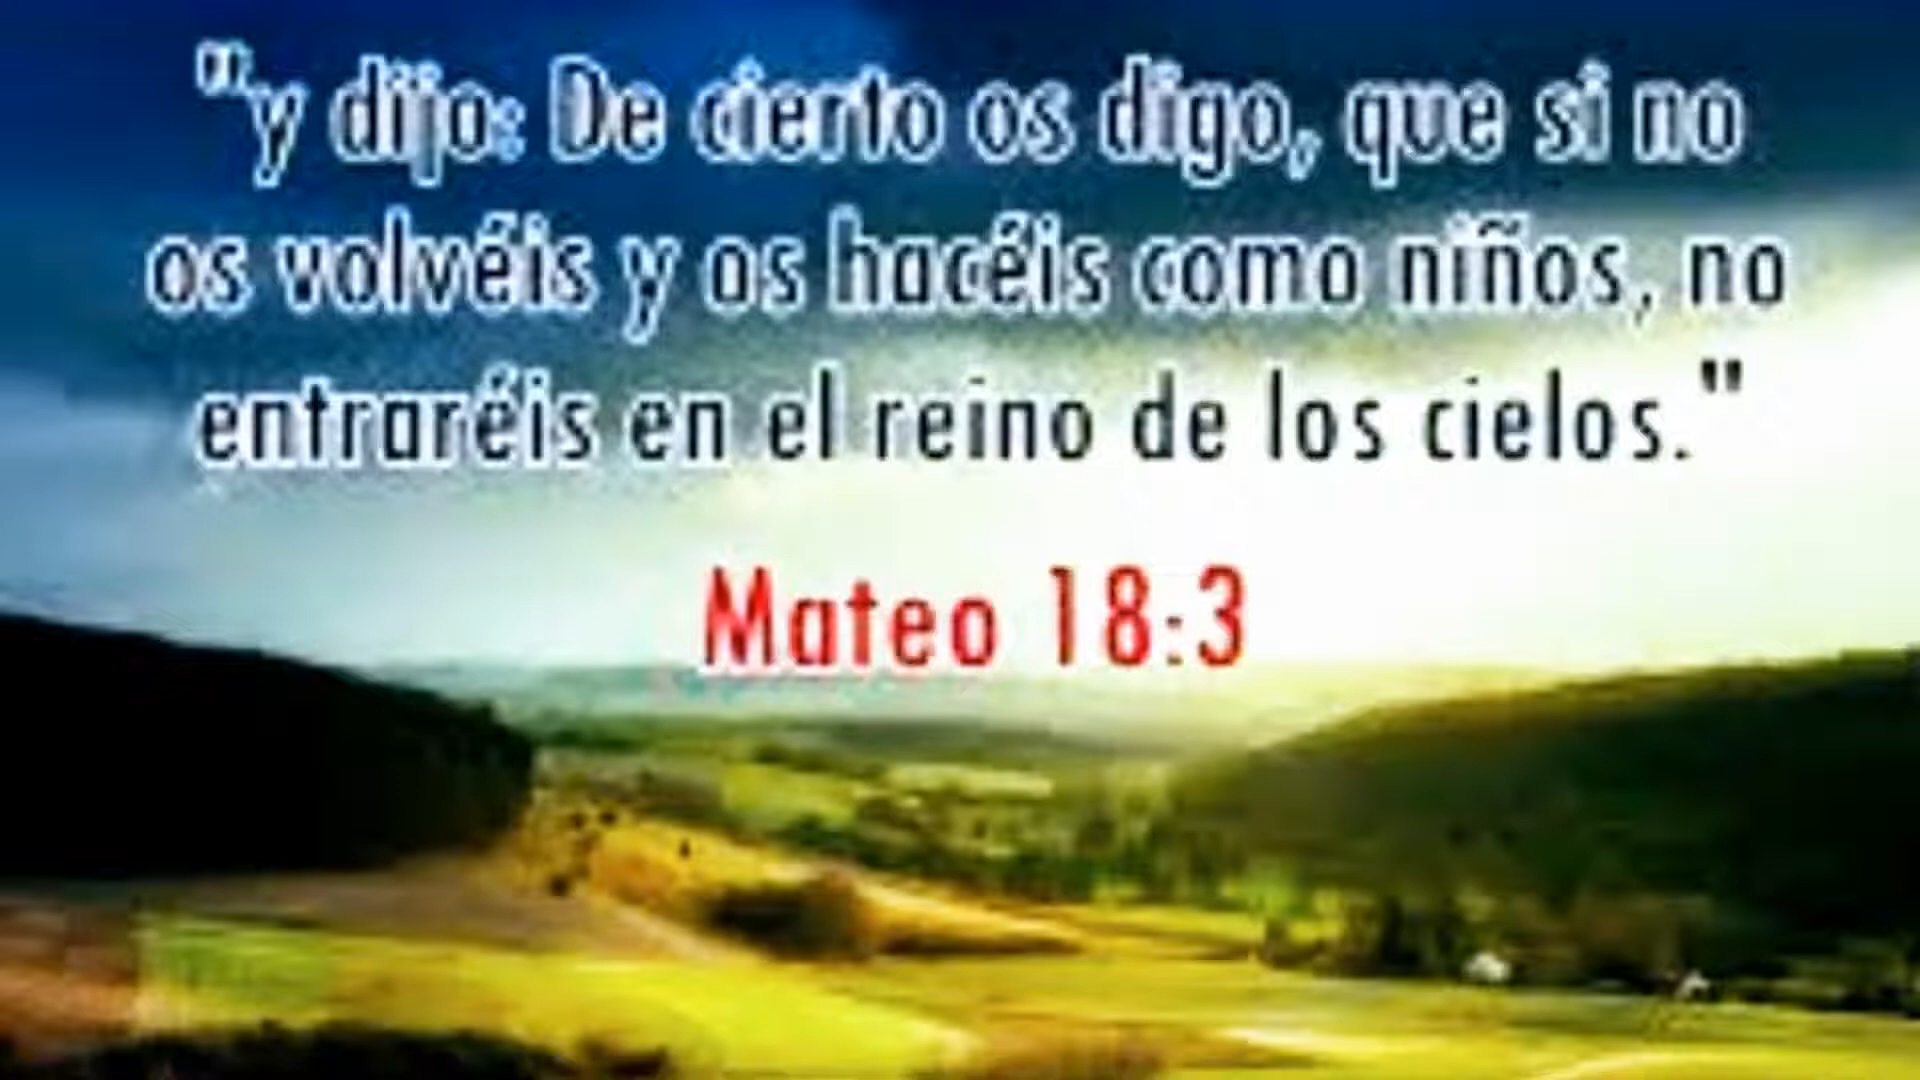 "y dijo: De cierto os digo, que si no
os volvéis y os hacéis como niños, no
entraréis en el reino de los cielos."
Mateo 18:3